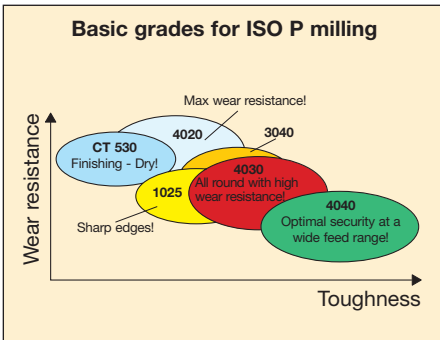 Basic grades for ISO P milling
Max wear resistance!
4020
3040
CT 530
Finishing - Dry!
4030
All round with high
wear resistance!
1025
4040
Optimal security at a
wide feed range!
Sharp edges!
Wear resistance
Toughness